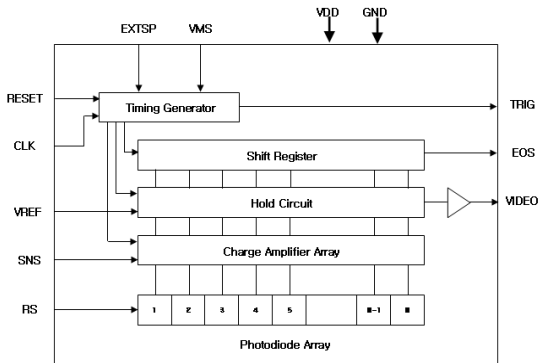 VDD GND
EXTSP VMS
RESET
Timing Generator
TRIG
CLK
Shift Register
EOS
VREF
Hold Circuit
VIDEO
SNS
Charge Amplifier Array
RS
1 2 3 4 5
Photodiode Array